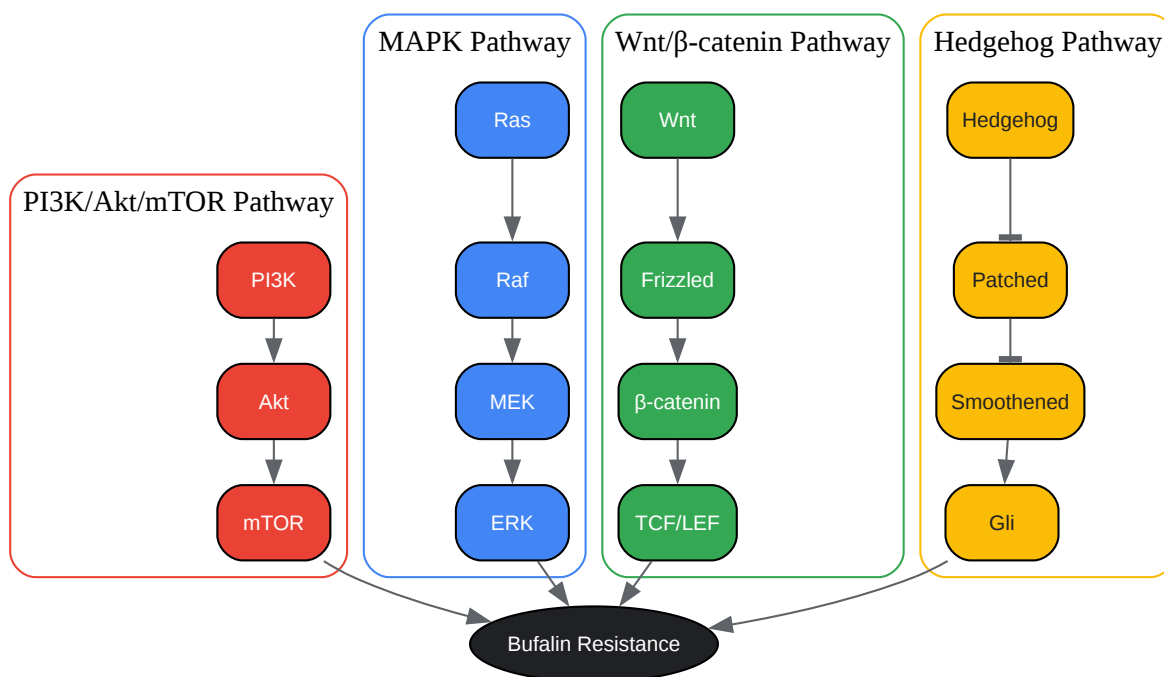 MAPK Pathway
Wnt/β-catenin Pathway
Hedgehog Pathway
Ras
Wnt
Hedgehog
PI3K/Akt/mTOR Pathway
PI3K
Raf
Frizzled
Patched
Akt
MEK
β-catenin
Smoothened
mTOR
ERK
TCF/LEF
Gli
Bufalin Resistance